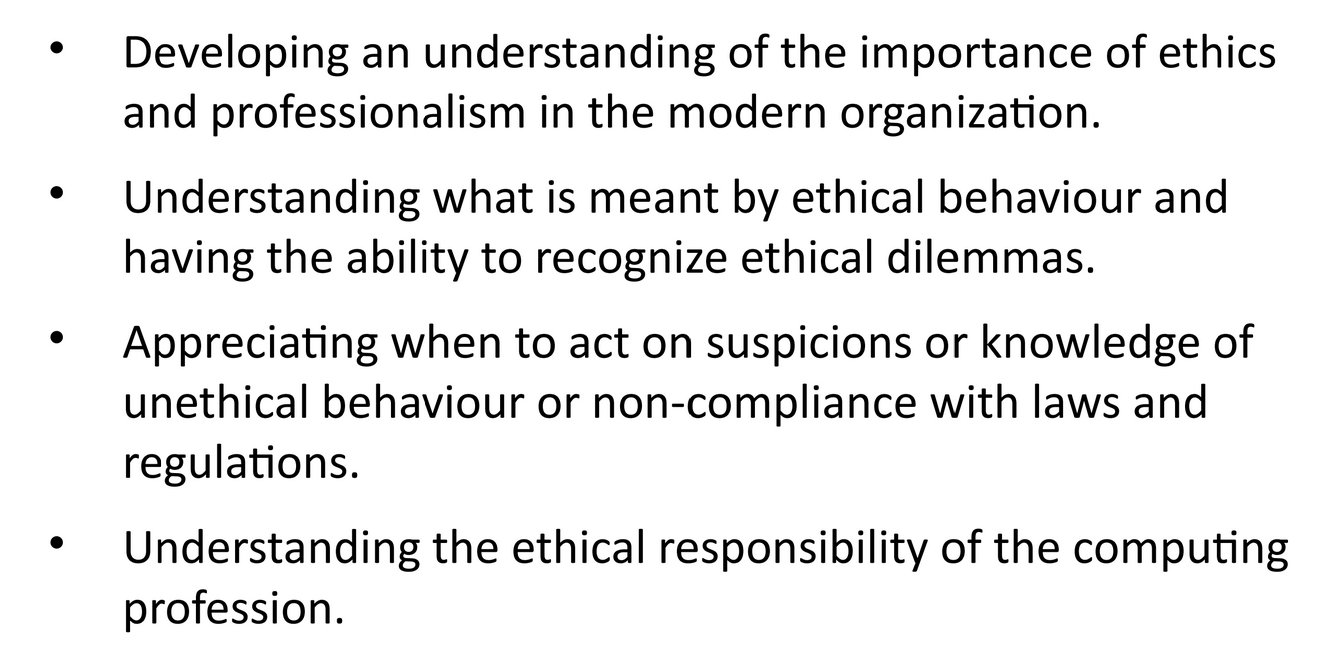 • Developing an understanding of the importance of ethics
and professionalism in the modern organization.
• Understanding what is meant by ethical behaviour and
having the ability to recognize ethical dilemmas.
• Appreciating when to act on suspicions or knowledge of
unethical behaviour or non-compliance with laws and
regulations.
• Understanding the ethical responsibility of the computing
profession.